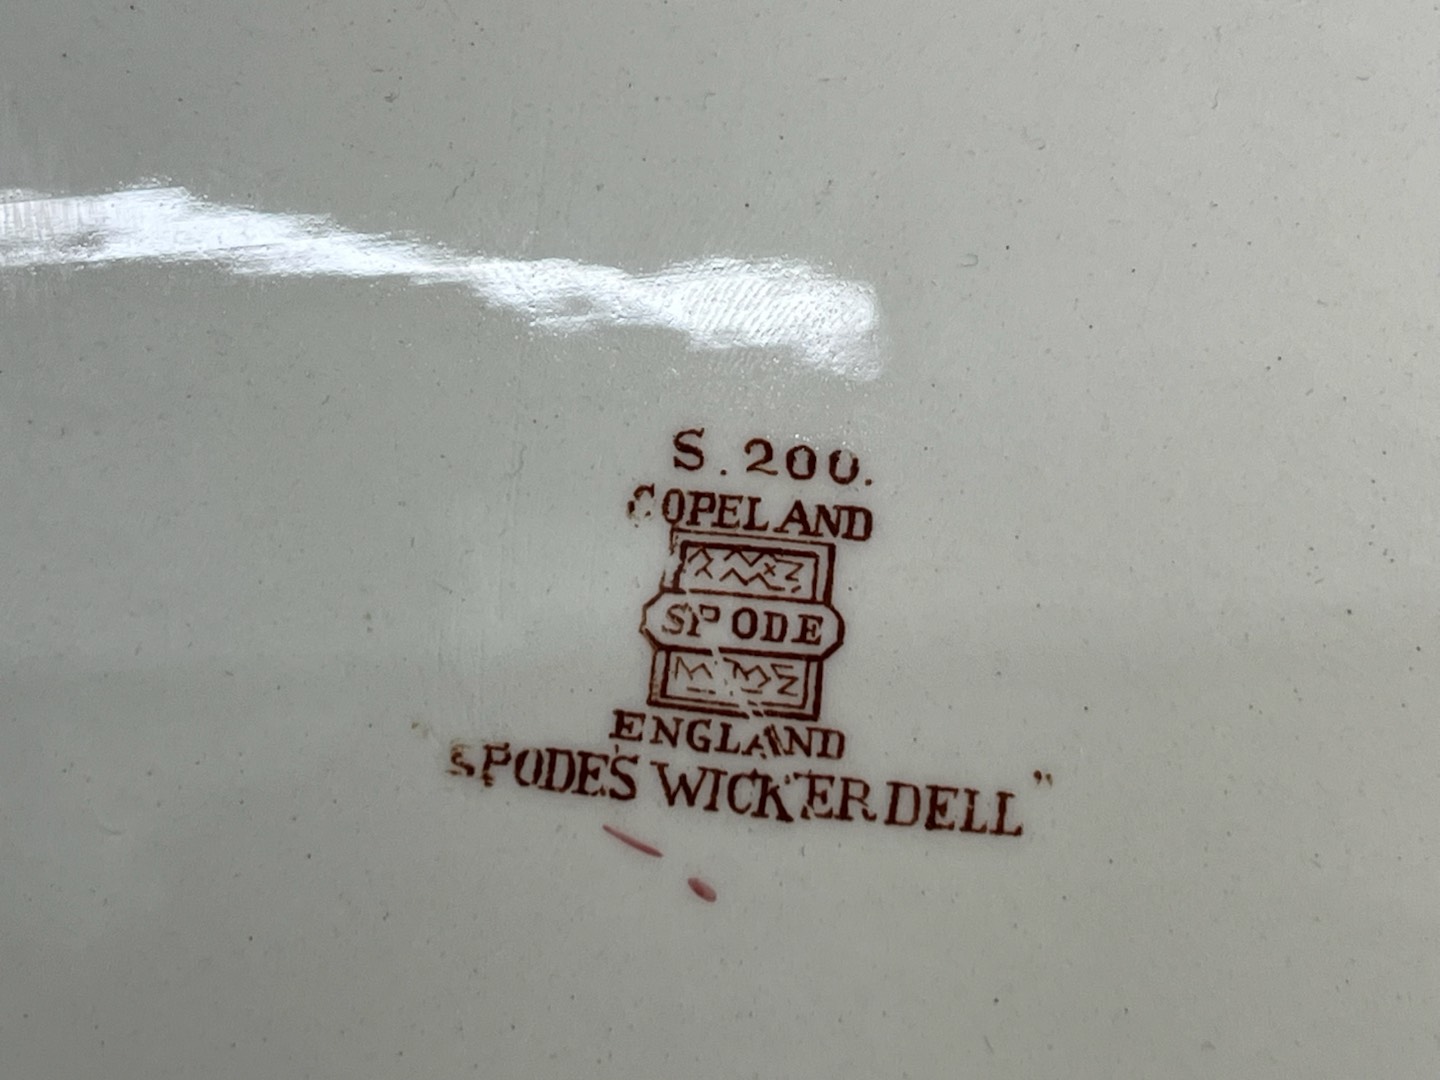 S. 200.
COPELAND
SPODE
ENGLAND
"SPODE'S WICKERDELL"